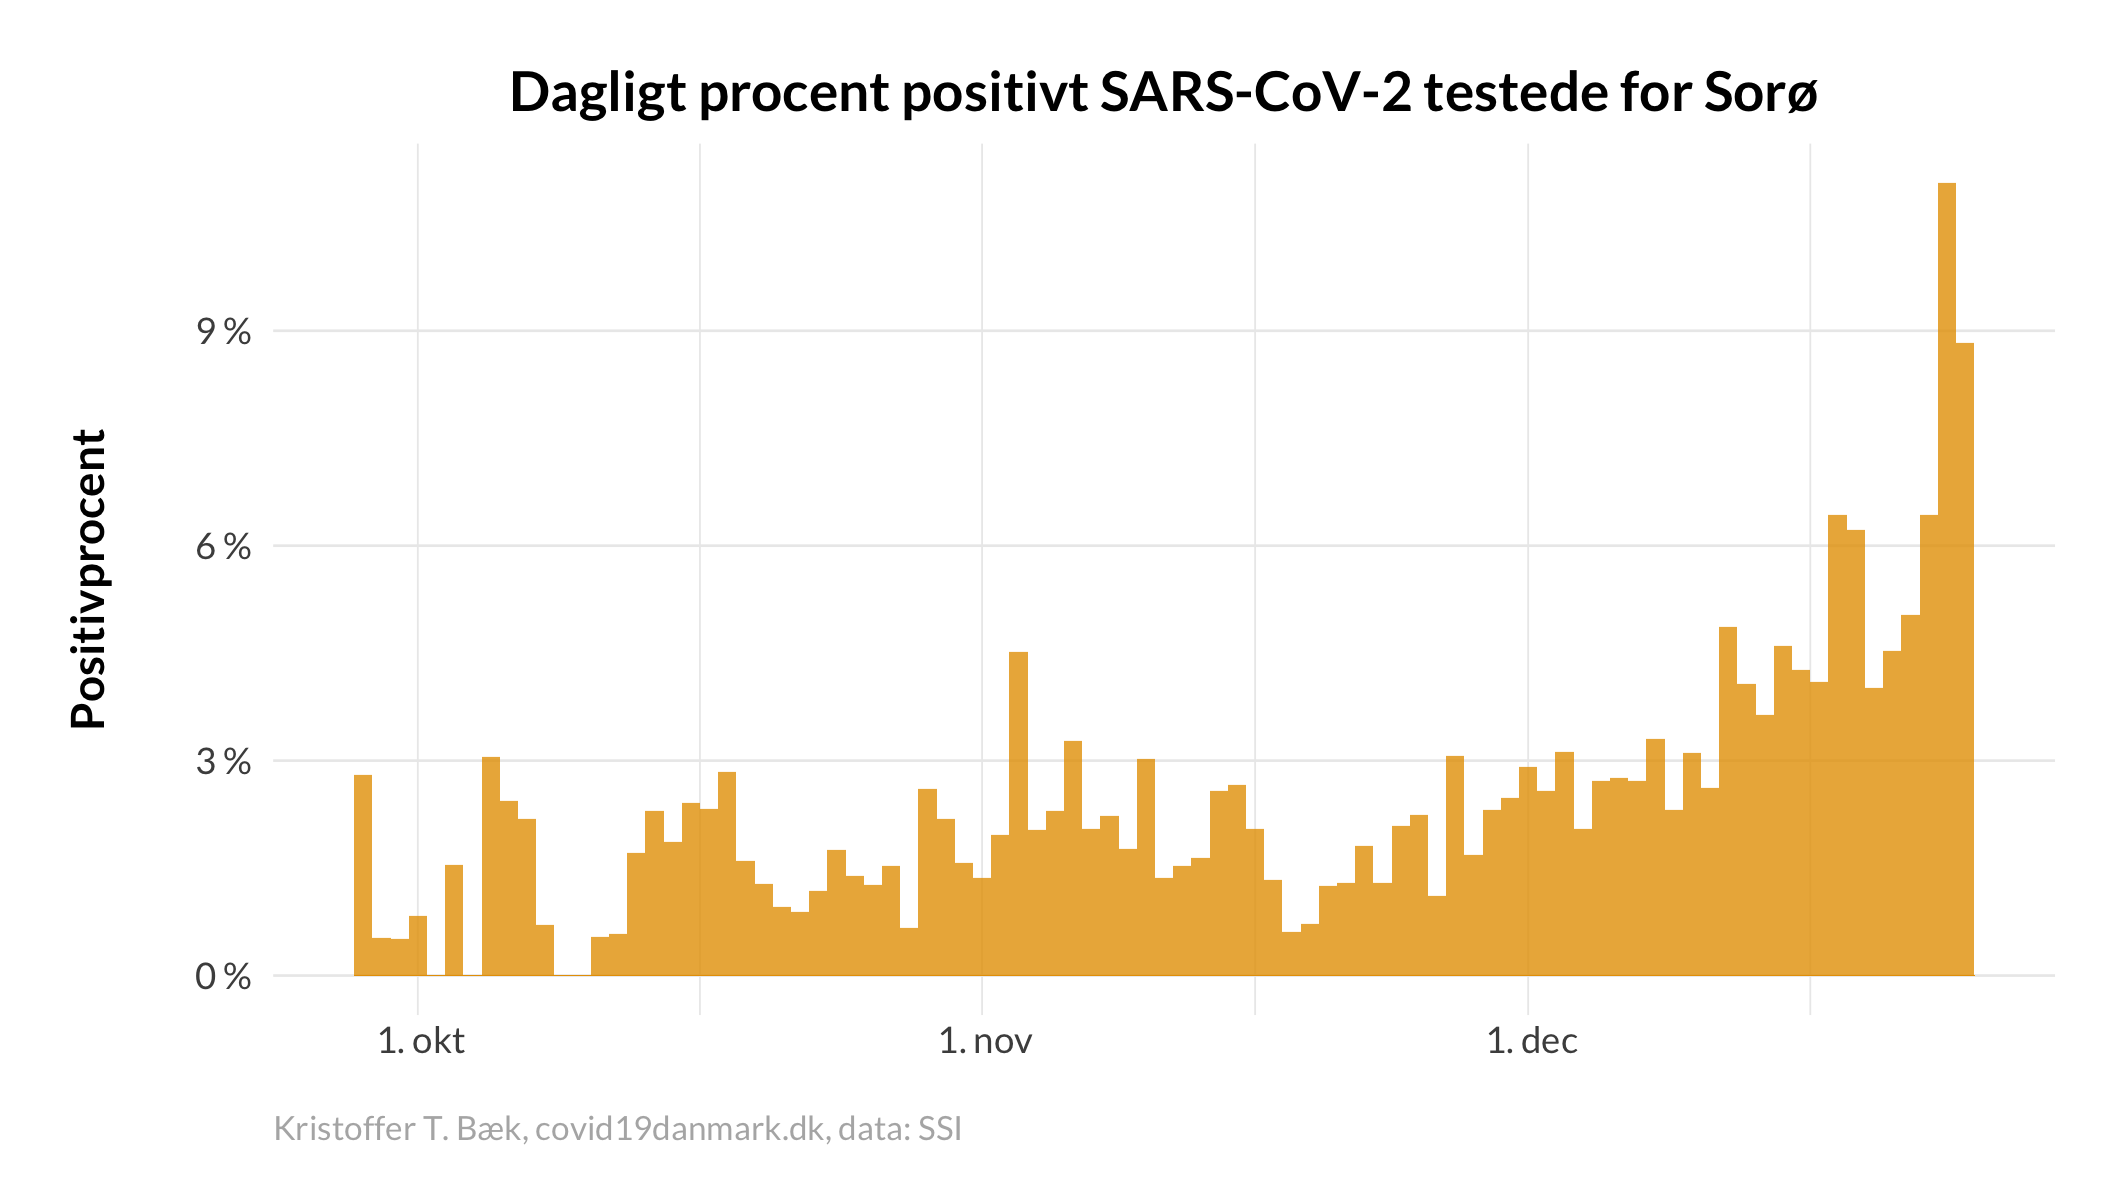 Dagligt procent positivt SARS-CoV-2 testede for Sorø
Positivprocent
9 %
6 %
3 %
0 %
1. okt
1. nov
1. dec
Kristoffer T. Bæk, covid19danmark.dk, data: SSI